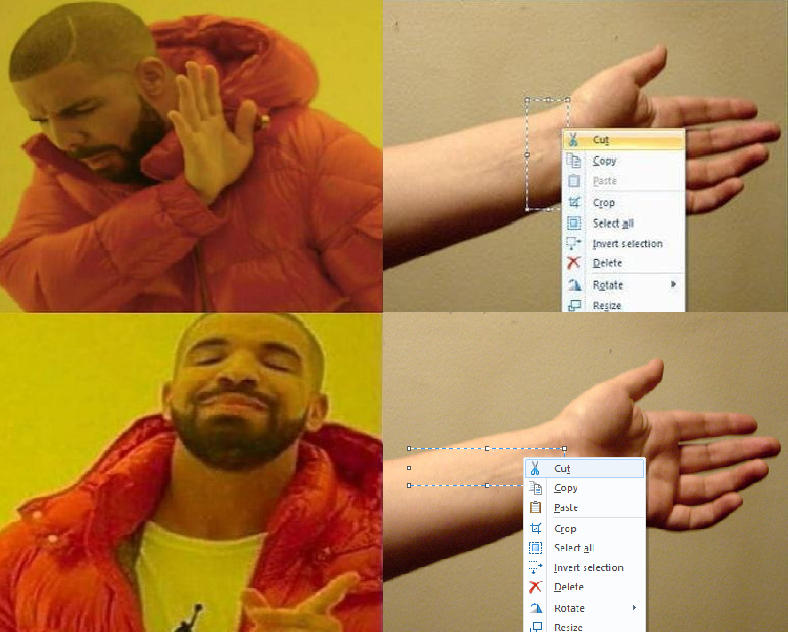 Cut
Copy
Paste
Crop
Select all
Invert selection
Delete
Rotate
Resize
Cut
Copy
Paste
Crop
Select all
Invert selection
Delete
Rotate
Resize